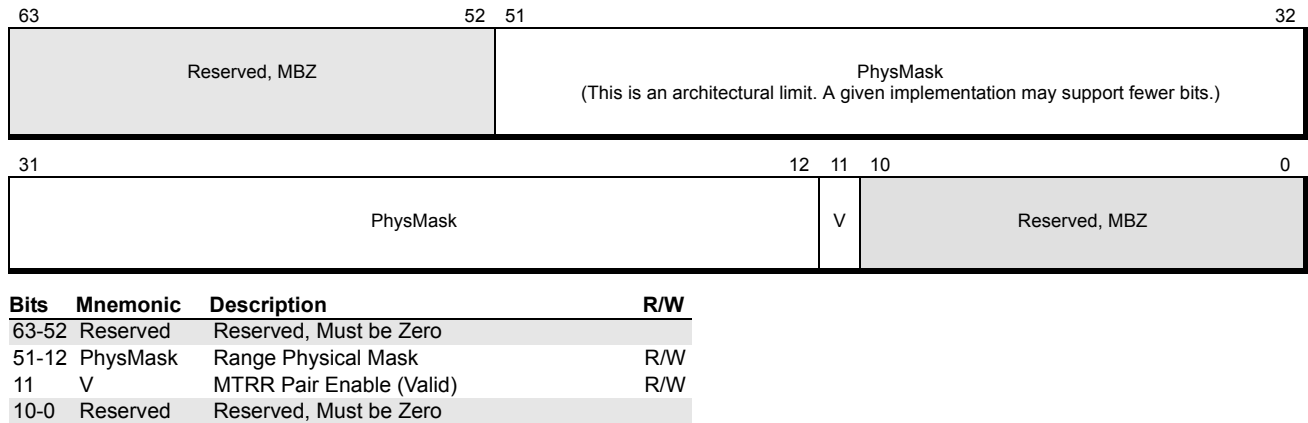 63 52 51 32
Reserved, MBZ PhysMask
(This is an architectural limit. A given implementation may support fewer bits.)
31 12 11 10 0
PhysMask V Reserved, MBZ
Bits Mnemonic Description R/W
63-52 Reserved Reserved, Must be Zero
51-12 PhysMask Range Physical Mask R/W
11 V MTRR Pair Enable (Valid) R/W
10-0 Reserved Reserved, Must be Zero